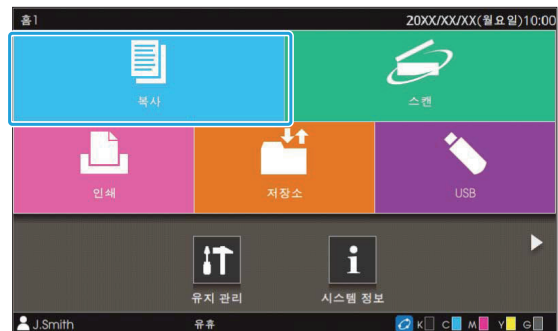 홈1 20XX/XX/XX(월요일)10:00
복사 스캔
인쇄 저장소 USB
유지 관리 시스템 정보
J.Smith 유휴 K C M Y G